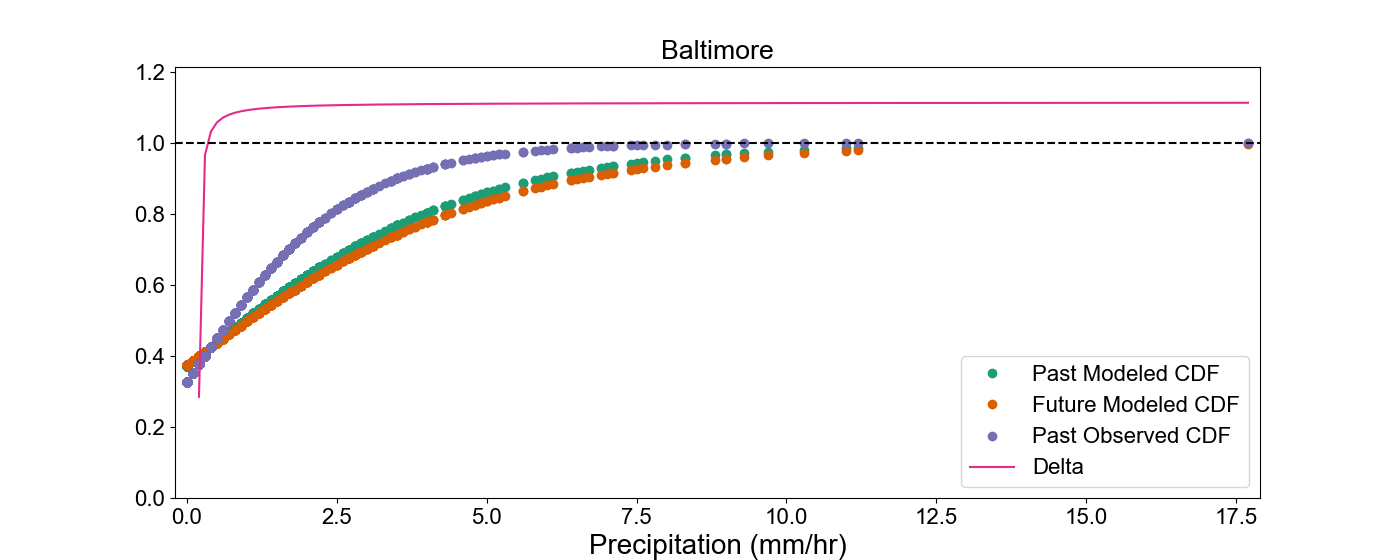 Baltimore
1.2
1.0
0.8
0.6
0.4
0.2
0.0
Past Modeled CDF
Future Modeled CDF
Past Observed CDF
Delta
0.0 2.5 5.0 7.5 10.0 12.5 15.0 17.5
Precipitation (mm/hr)